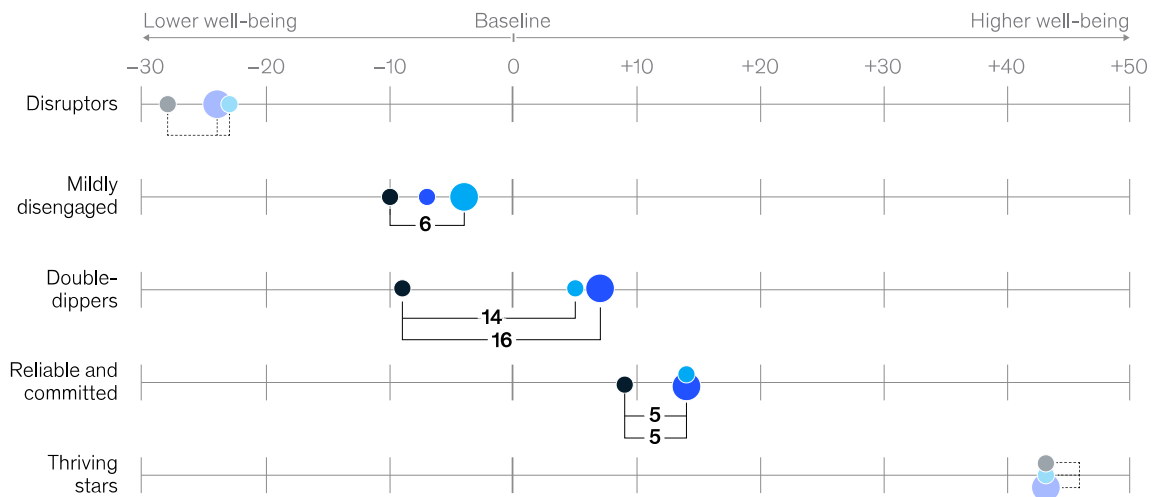 Lower well-being Baseline Higher well-being
–30 –20 –10 0 +10 +20 +30 +40 +50
Disruptors
Mildly
disengaged
6
Double-
dippers
14
16
Reliable and
committed
5
5
Thriving
stars